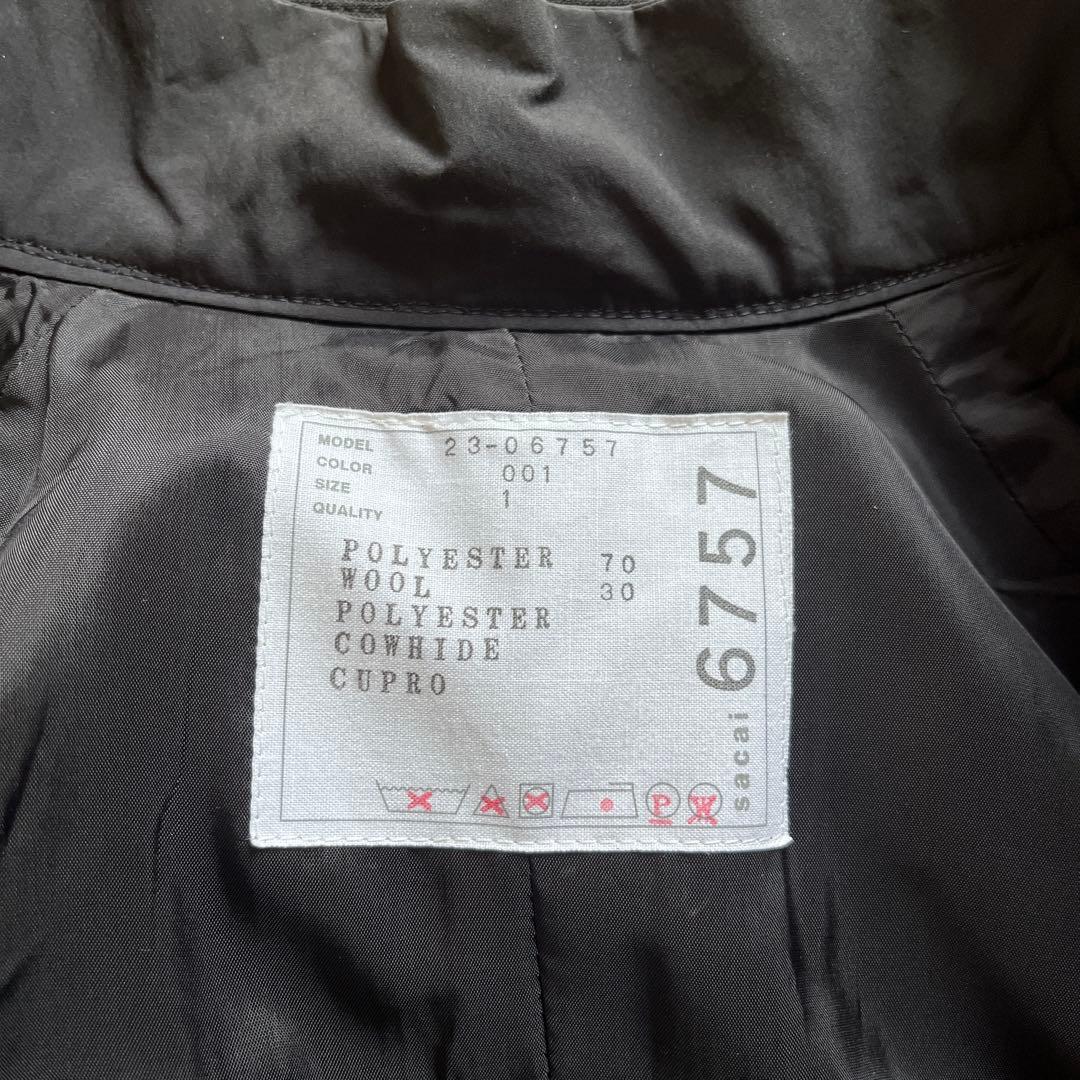 MODEL 23-06757
COLOR 001
SIZE 1
QUALITY
POLYESTER 70
WOOL 30
POLYESTER
COWHIDE
CUPRO
P W
sacai 6757